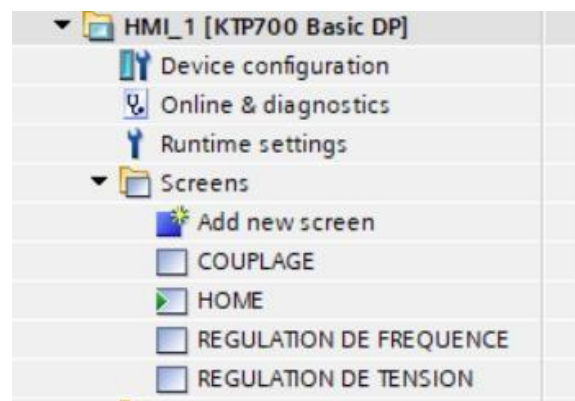 HMI_1 [KTP700 Basic DP]
Device configuration
Online & diagnostics
Runtime settings
Screens
Add new screen
COUPLAGE
HOME
REGULATION DE FREQUENCE
REGULATION DE TENSION